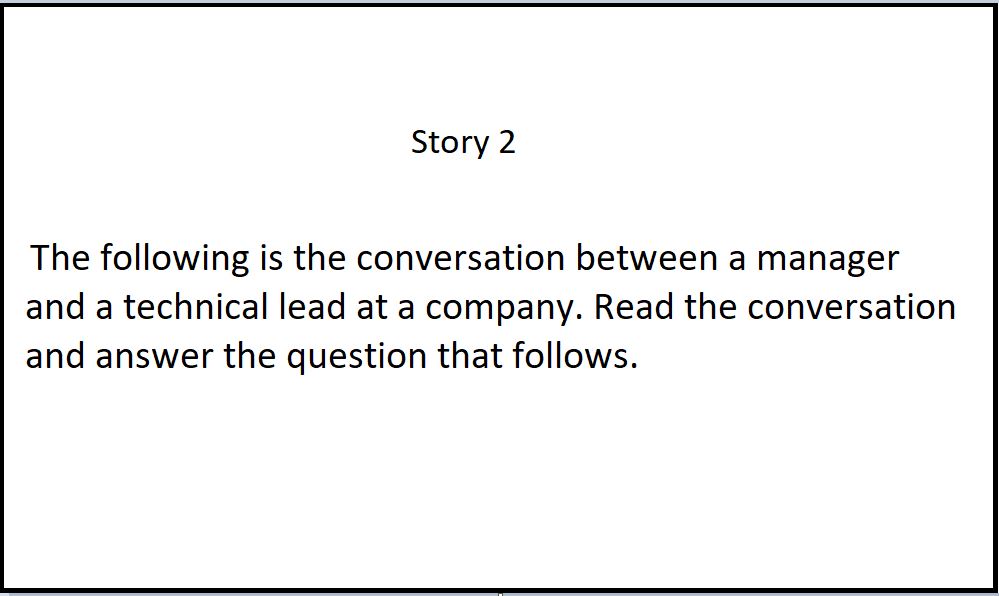 Story 2
The following is the conversation between a manager
and a technical lead at a company. Read the conversation
and answer the question that follows.